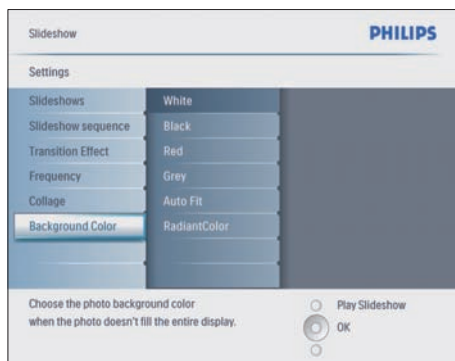 Slideshow
PHILIPS
Settings
Slideshows
White
Slideshow sequence
Black
Transition Effect
Red
Frequency
Grey
Collage
Auto Fit
Background Color
RadiantColor
Choose the photo background color
when the photo doesn't fill the entire display.
Play Slideshow
OK